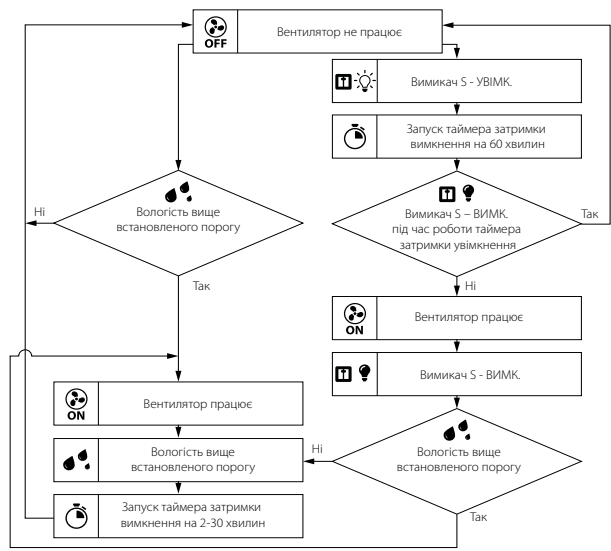 OFF
Вентилятор не працює
Вимикач S - УВІМК.
Запуск таймера затримки
вимкнення на 60 хвилин
Вимикач S – ВИМК.
під час роботи таймера
затримки увімкнення
Так
Ні
Вологість вище
встановленого порогу
Ні
Так
ON
Вентилятор працює
Вимикач S - ВИМК.
Вологість вище
встановленого порогу
Ні
Так
ON
Вентилятор працює
Вологість вище
встановленого порогу
Запуск таймера затримки
вимкнення на 2-30 хвилин